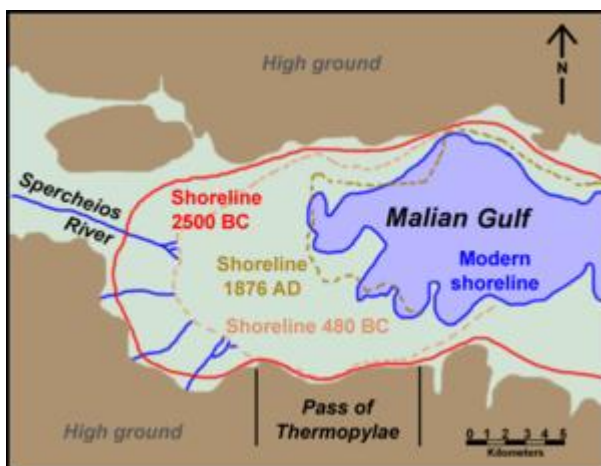 High ground
N
Spercheios
River
Shoreline
2500 BC
Malian Gulf
Shoreline
1876 AD
Modern
shoreline
Shoreline 480 BC
High ground
Pass of
Thermopylae
0 1 2 3 4 5
Kilometers